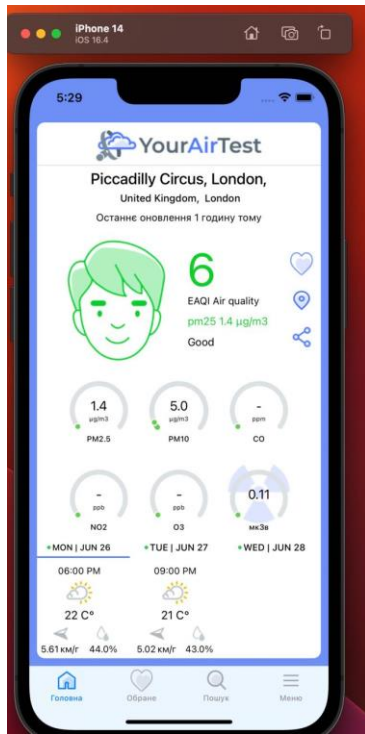 iPhone 14
iOS 16.4
5:29
YourAirTest
Piccadilly Circus, London,
United Kingdom, London
Останнє оновлення 1 годину тому
6
EAQI Air quality
pm25 1.4 µg/m3
Good
1.4
µg/m3
PM2.5
5.0
µg/m3
PM10
-
ppm
CO
-
ppb
NO2
-
ppb
O3
0.11
мкЗв
MON | JUN 26
TUE | JUN 27
WED | JUN 28
06:00 PM 09:00 PM
22 C° 21 C°
5.61 км/г 44.0% 5.02 км/г 43.0%
Головна Обране Пошук Меню